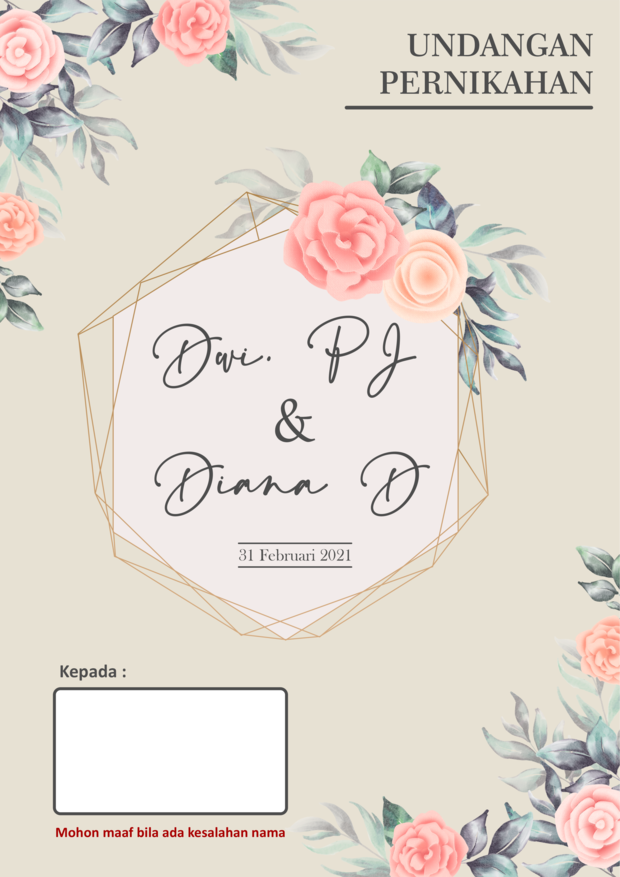 UNDANGAN
PERNIKAHAN
Dwi. PJ
&
Diana D
31 Februari 2021
Kepada :
Mohon maaf bila ada kesalahan nama